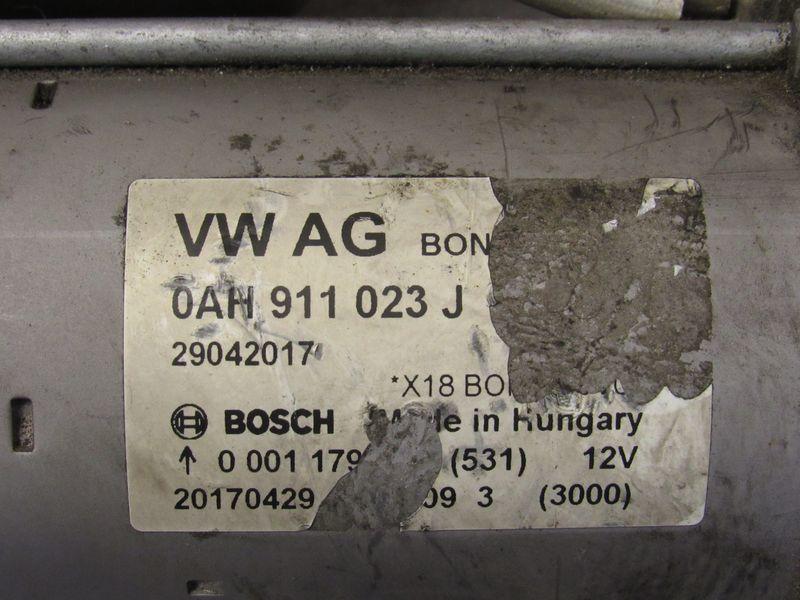 VW AG BON
0AH 911 023 J
29042017
*X18 BO
BOSCH Made in Hungary
↑ 0 001 179 (531) 12V
20170429 09 3 (3000)